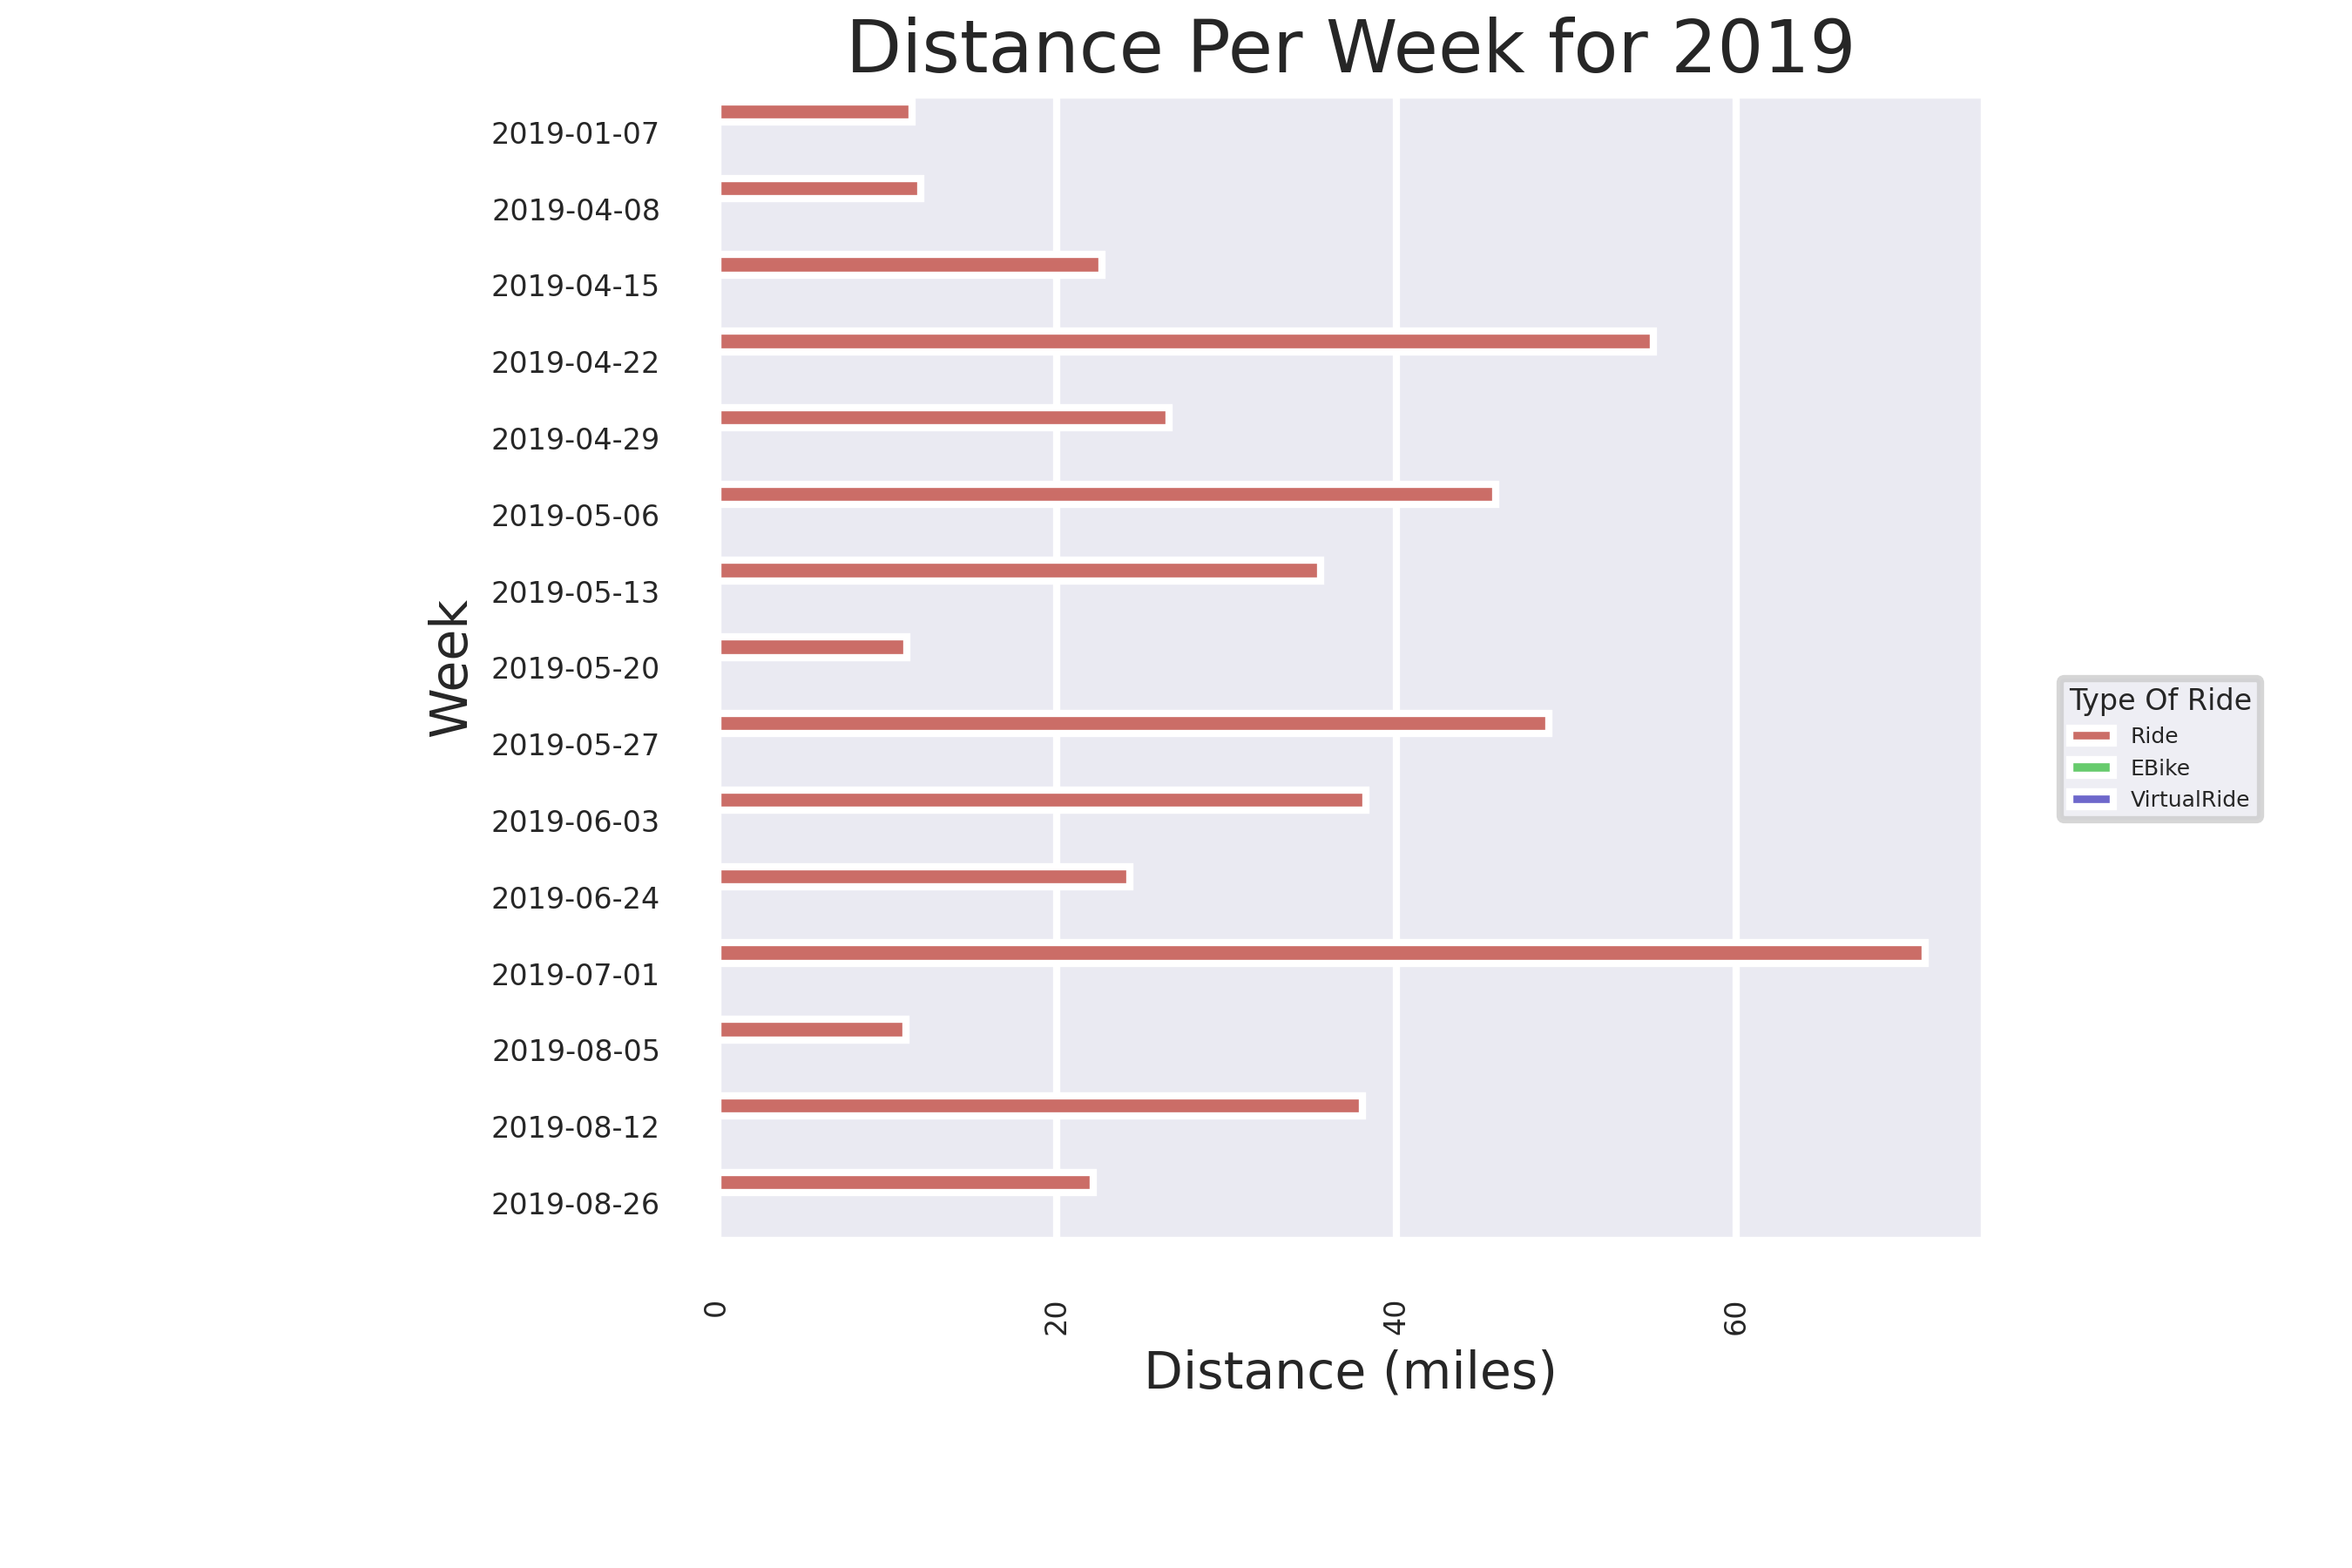 Distance Per Week for 2019
2019-01-07
2019-04-08
2019-04-15
2019-04-22
2019-04-29
2019-05-06
2019-05-13
2019-05-20
2019-05-27
2019-06-03
2019-06-24
2019-07-01
2019-08-05
2019-08-12
2019-08-26
Week
0
20
40
60
Distance (miles)
Type Of Ride
Ride
EBike
VirtualRide